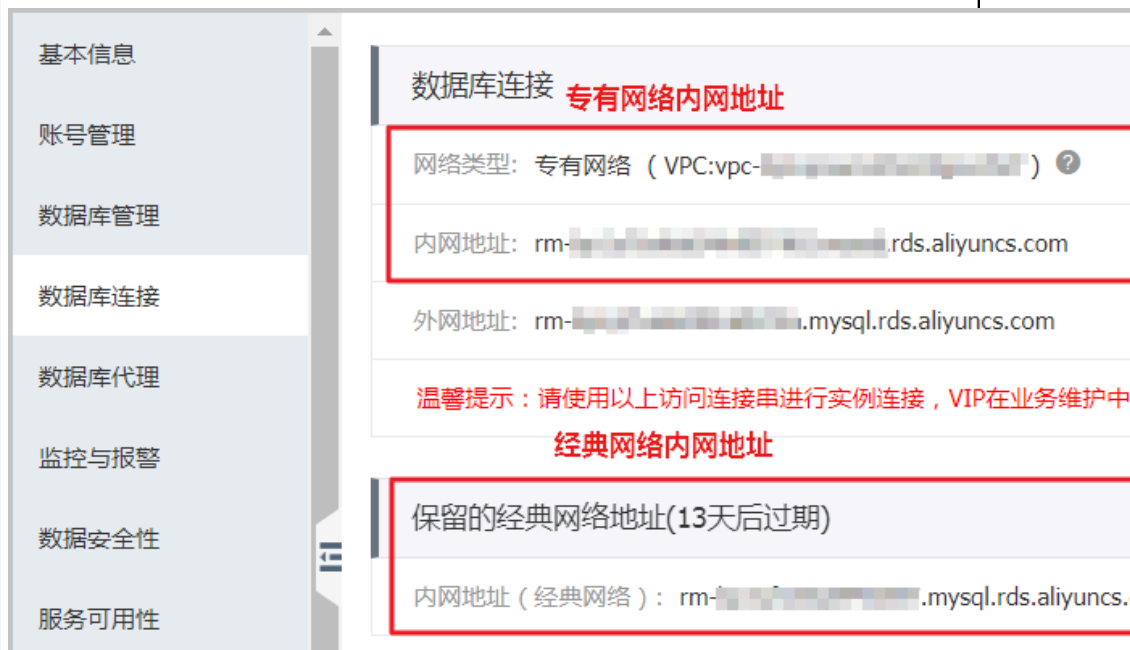 基本信息
账号管理
数据库管理
数据库连接
数据库代理
监控与报警
数据安全性
服务可用性
数据库连接
专有网络内网地址
网络类型: 专有网络 ( VPC:vpc- ) ?
内网地址: rm- .rds.aliyuncs.com
外网地址: rm- .mysql.rds.aliyuncs.com
温馨提示：请使用以上访问连接串进行实例连接，VIP在业务维护中
经典网络内网地址
保留的经典网络地址(13天后过期)
内网地址（经典网络）: rm- .mysql.rds.aliyuncs.